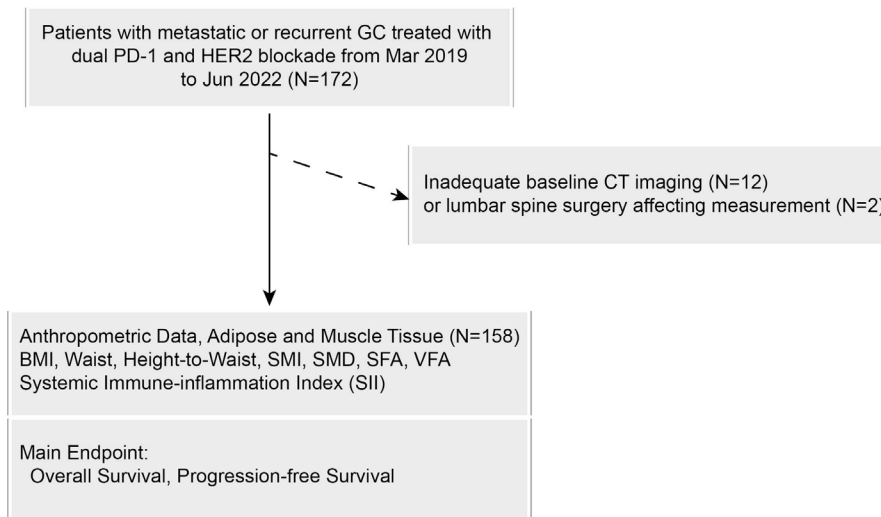 Patients with metastatic or recurrent GC treated with
dual PD-1 and HER2 blockade from Mar 2019
to Jun 2022 (N=172)
Inadequate baseline CT imaging (N=12)
or lumbar spine surgery affecting measurement (N=2)
Anthropometric Data, Adipose and Muscle Tissue (N=158)
BMI, Waist, Height-to-Waist, SMI, SMD, SFA, VFA
Systemic Immune-inflammation Index (SII)
Main Endpoint:
Overall Survival, Progression-free Survival